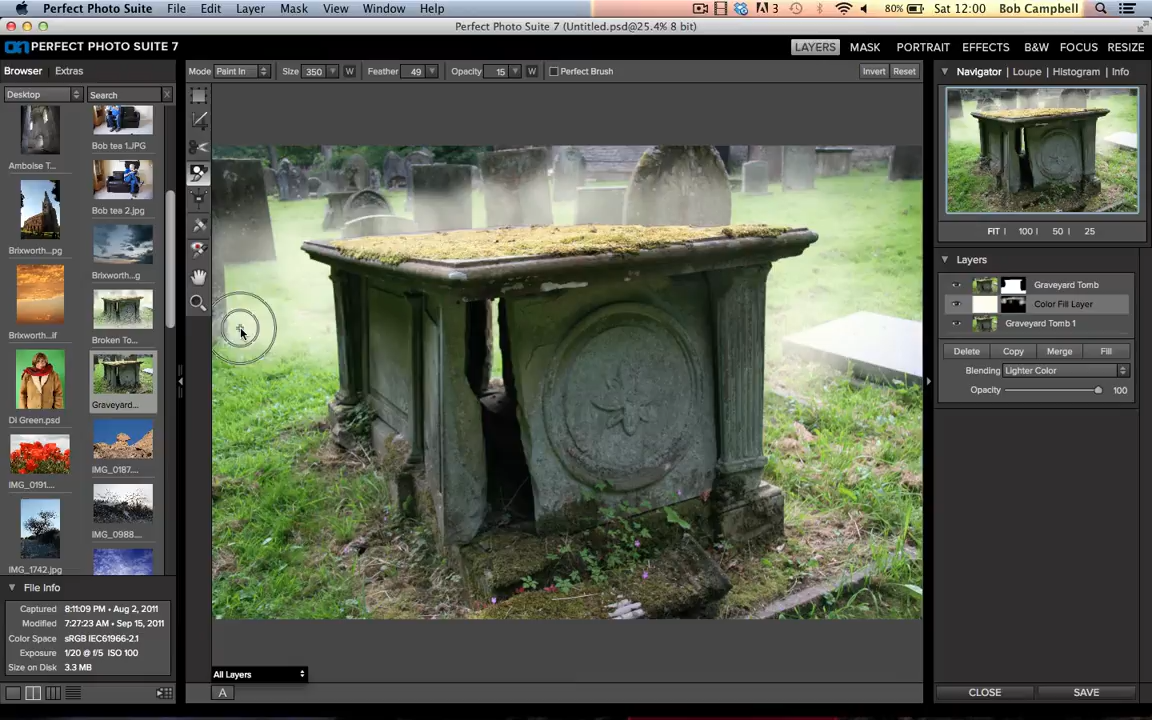 Perfect Photo Suite File Edit Layer Mask View Window Help 3 80% Sat 12:00 Bob Campbell
Perfect Photo Suite 7 (Untitled.psd@25.4% 8 bit)
on PERFECT PHOTO SUITE 7 LAYERS MASK PORTRAIT EFFECTS B&W FOCUS RESIZE
Browser Extras Mode Paint In Size 350 W Feather 49 Opacity 15 W Perfect Brush Invert Reset Navigator Loupe Histogram Info
Desktop Search X
Bob tea 1.JPG
Amboise T...
Bob tea 2.jpg
FIT 100 50 25
Brixworth...pg
Layers
Brixworth...g
Graveyard Tomb
Color Fill Layer
Graveyard Tomb 1
Brixworth...if
Broken To...
Delete Copy Merge Fill
Blending Lighter Color
Opacity 100
Graveyard...
Di Green.psd
IMG_0187....
IMG_0191....
IMG_0988....
IMG_1742.jpg
File Info
Captured 8:11:09 PM • Aug 2, 2011
Modified 7:27:23 AM • Sep 15, 2011
Color Space sRGB IEC61966-2.1
Exposure 1/20 @ f/5 ISO 100
Size on Disk 3.3 MB
All Layers
A CLOSE SAVE